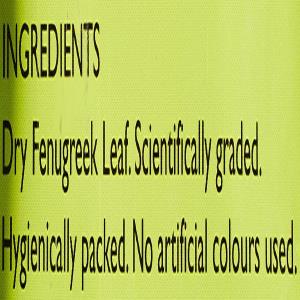 INGREDIENTS
Dry Fenugreek Leaf. Scientifically graded.
Hygienically packed. No artificial colours used.